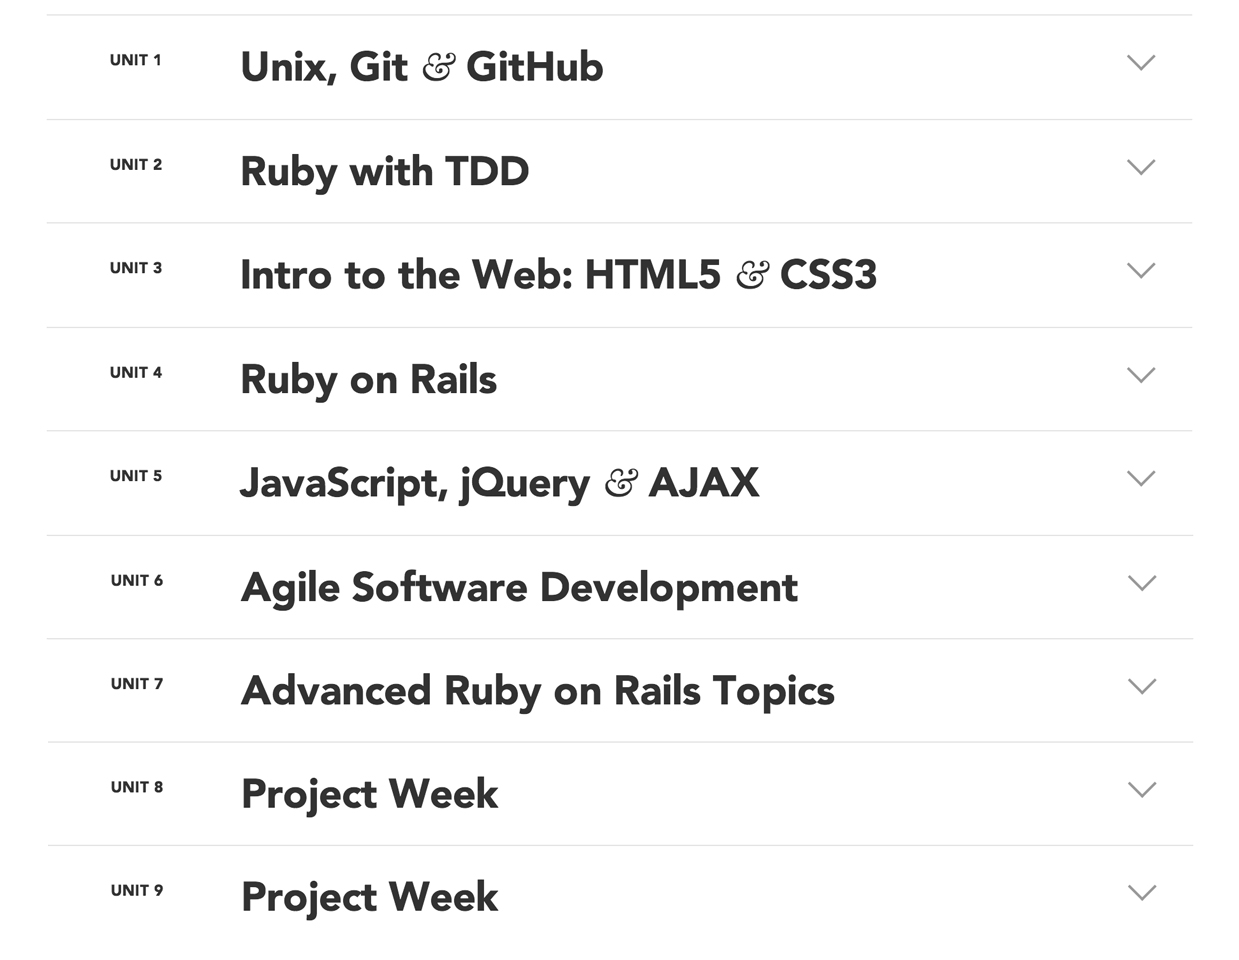 UNIT 1 Unix, Git & GitHub
UNIT 2 Ruby with TDD
UNIT 3 Intro to the Web: HTML5 & CSS3
UNIT 4 Ruby on Rails
UNIT 5 JavaScript, jQuery & AJAX
UNIT 6 Agile Software Development
UNIT 7 Advanced Ruby on Rails Topics
UNIT 8 Project Week
UNIT 9 Project Week